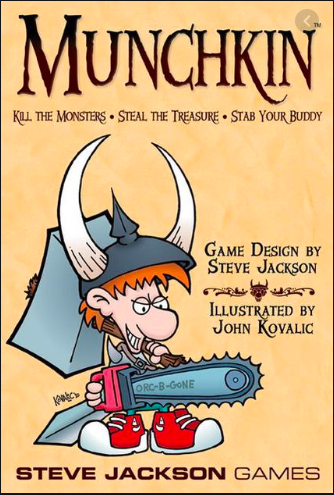 MUNCHKIN™
KILL THE MONSTERS • STEAL THE TREASURE • STAB YOUR BUDDY
GAME DESIGN BY
STEVE JACKSON
ILLUSTRATED BY
JOHN KOVALIC
ORC-B-GONE
KOVALIC
STEVE JACKSON GAMES